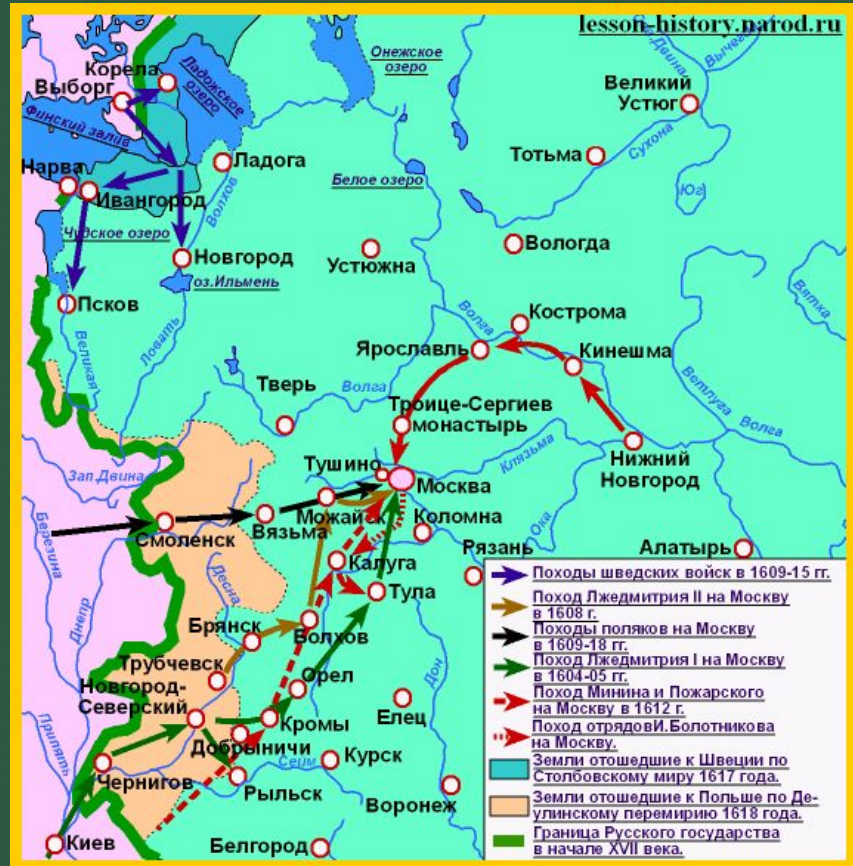 lesson-history.narod.ru
Корела
Выборг
Ладожское
озеро
Онежское
озеро
Финский залив
Сев.Двина
Вычегда
Великий
Устюг
Сухона
Тотьма
Юг
Нарва
Ивангород
Ладога
Волхов
Белое озеро
Чудское озеро
Новгород
оз.Ильмень
Устюжна
Вологда
Псков
Великая
Ловать
Волга
Кострома
Ярославль
Кинешма
Вятка
Ветлуга
Волга
Тверь
Волга
Троице-Сергиев
монастырь
Клязьма
Нижний
Новгород
Зап.Двина
Тушино
Москва
Можайск
Вязьма
Смоленск
Коломна
Ока
Рязань
Алатырь
Березина
Днепр
Десна
Калуга
Тула
Брянск
Волхов
Трубчевск
Новгород-
Северский
Орел
Кромы
Добрыничи
Елец
Дон
Припять
Чернигов
Сейм
Курск
Рыльск
Воронеж
Киев
Белгород
Походы шведских войск в 1609-15 гг.
Поход Лжедмитрия II на Москву
в 1608 г.
Походы поляков на Москву
в 1609-18 гг.
Поход Лжедмитрия I на Москву
в 1604-05 гг.
Поход Минина и Пожарского
на Москву в 1612 г.
Поход отрядовИ.Болотникова
на Москву.
Земли отошедшие к Швеции по
Столбовскому миру 1617 года.
Земли отошедшие к Польше по Де-
улинскому перемирию 1618 года.
Граница Русского государства
в начале XVII века.